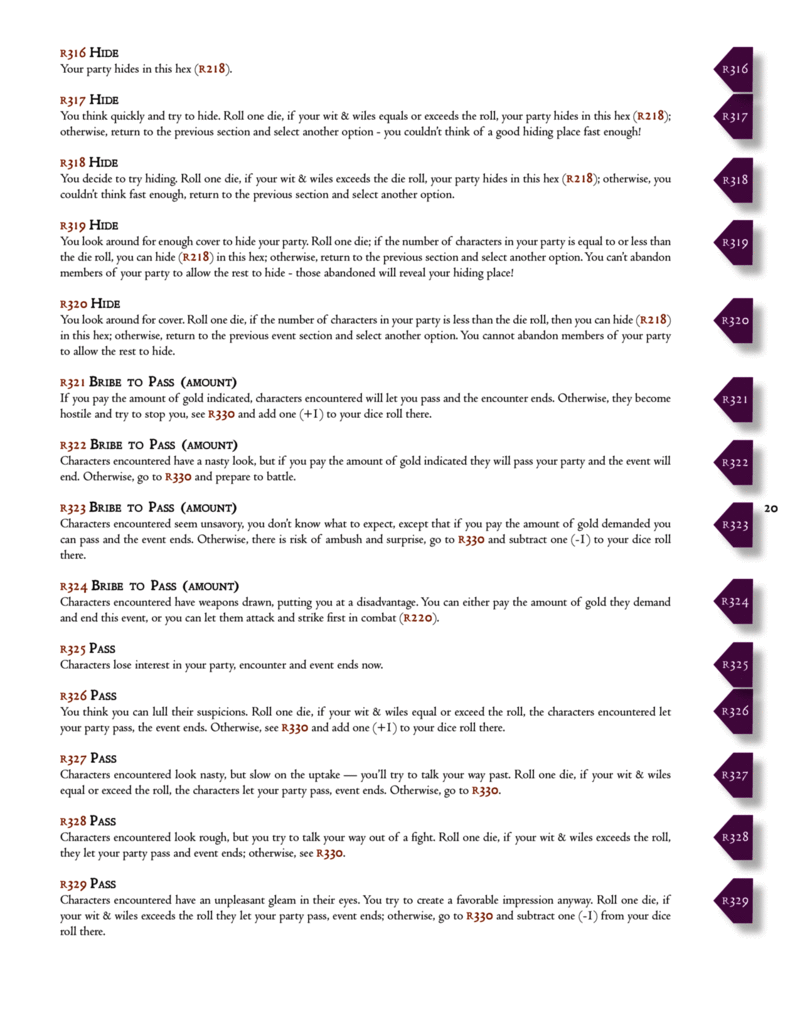 R316 Hide
Your party hides in this hex (R218).
R316
R317 Hide
You think quickly and try to hide. Roll one die, if your wit & wiles equals or exceeds the roll, your party hides in this hex (R218);
otherwise, return to the previous section and select another option - you couldn't think of a good hiding place fast enough!
R317
R318 Hide
You decide to try hiding. Roll one die, if your wit & wiles exceeds the die roll, your party hides in this hex (R218); otherwise, you
couldn't think fast enough, return to the previous section and select another option.
R318
R319 Hide
You look around for enough cover to hide your party. Roll one die; if the number of characters in your party is equal to or less than
the die roll, you can hide (R218) in this hex; otherwise, return to the previous section and select another option. You can't abandon
members of your party to allow the rest to hide - those abandoned will reveal your hiding place!
R319
R320 Hide
You look around for cover. Roll one die, if the number of characters in your party is less than the die roll, then you can hide (R218)
in this hex; otherwise, return to the previous event section and select another option. You cannot abandon members of your party
to allow the rest to hide.
R320
R321 Bribe to Pass (amount)
If you pay the amount of gold indicated, characters encountered will let you pass and the encounter ends. Otherwise, they become
hostile and try to stop you, see R330 and add one (+1) to your dice roll there.
R321
R322 Bribe to Pass (amount)
Characters encountered have a nasty look, but if you pay the amount of gold indicated they will pass your party and the event will
end. Otherwise, go to R330 and prepare to battle.
R322
R323 Bribe to Pass (amount)
Characters encountered seem unsavory, you don't know what to expect, except that if you pay the amount of gold demanded you
can pass and the event ends. Otherwise, there is risk of ambush and surprise, go to R330 and subtract one (-1) to your dice roll
there.
R323
20
R324 Bribe to Pass (amount)
Characters encountered have weapons drawn, putting you at a disadvantage. You can either pay the amount of gold they demand
and end this event, or you can let them attack and strike first in combat (R220).
R324
R325 Pass
Characters lose interest in your party, encounter and event ends now.
R325
R326 Pass
You think you can lull their suspicions. Roll one die, if your wit & wiles equal or exceed the roll, the characters encountered let
your party pass, the event ends. Otherwise, see R330 and add one (+1) to your dice roll there.
R326
R327 Pass
Characters encountered look nasty, but slow on the uptake — you'll try to talk your way past. Roll one die, if your wit & wiles
equal or exceed the roll, the characters let your party pass, event ends. Otherwise, go to R330.
R327
R328 Pass
Characters encountered look rough, but you try to talk your way out of a fight. Roll one die, if your wit & wiles exceeds the roll,
they let your party pass and event ends; otherwise, see R330.
R328
R329 Pass
Characters encountered have an unpleasant gleam in their eyes. You try to create a favorable impression anyway. Roll one die, if
your wit & wiles exceeds the roll they let your party pass, event ends; otherwise, go to R330 and subtract one (-1) from your dice
roll there.
R329